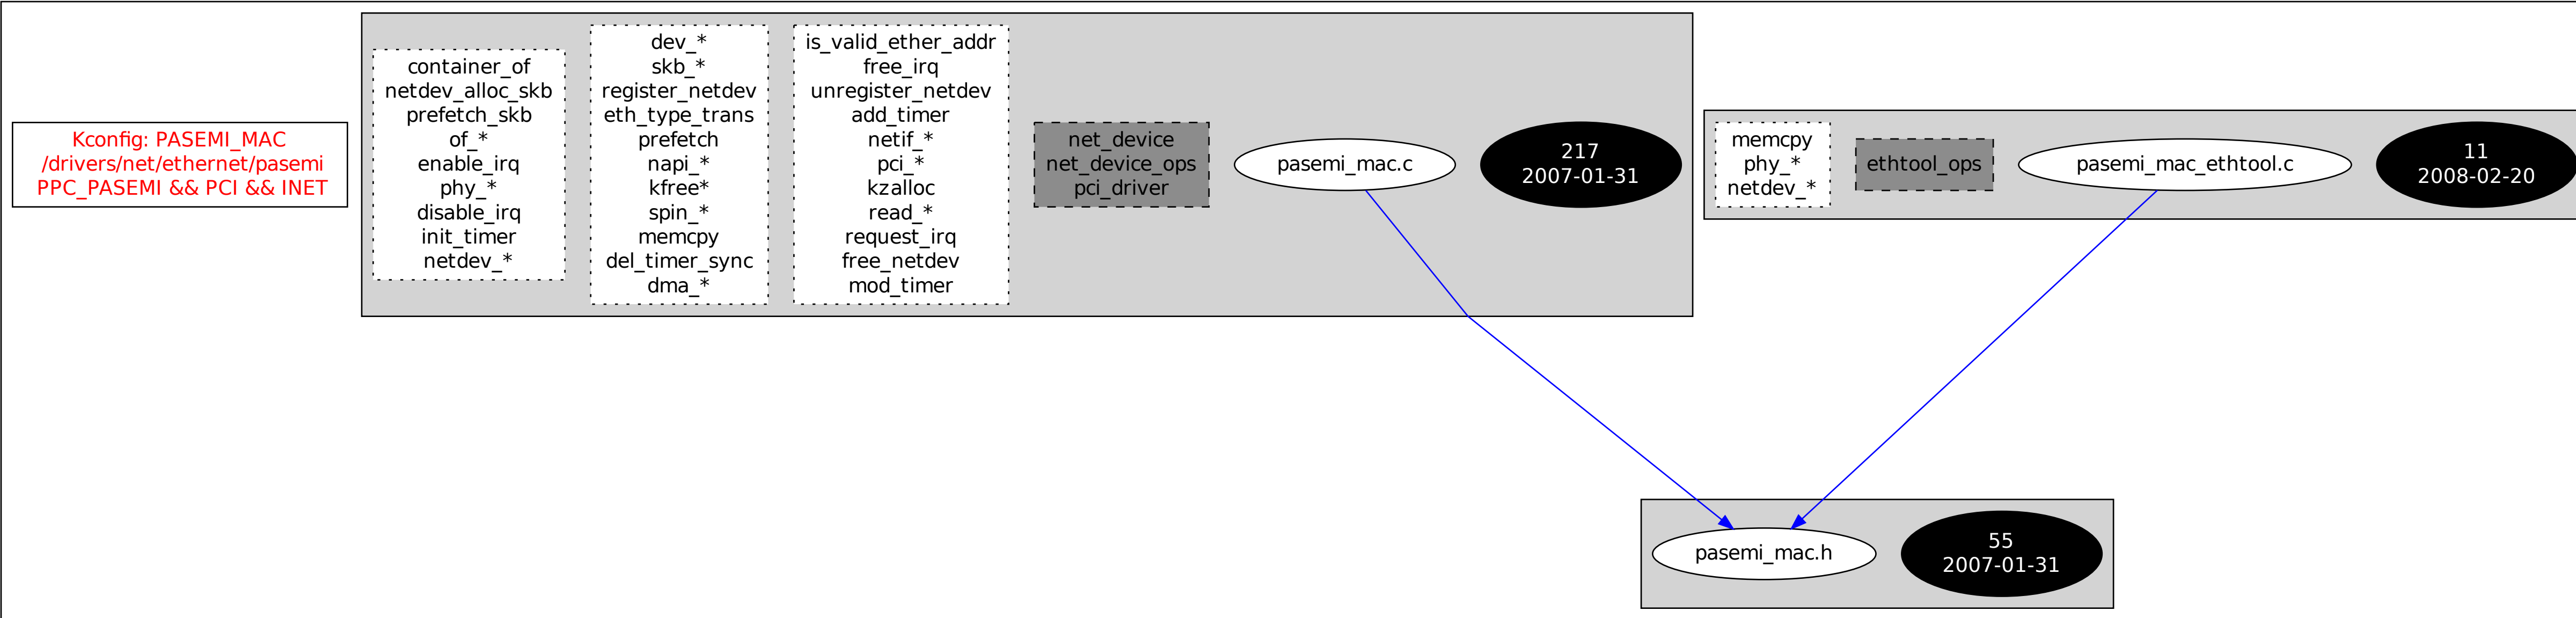 Kconfig: PASEMI_MAC
/drivers/net/ethernet/pasemi
PPC_PASEMI && PCI && INET
container_of
netdev_alloc_skb
prefetch_skb
of_*
enable_irq
phy_*
disable_irq
init_timer
netdev_*
dev_*
skb_*
register_netdev
eth_type_trans
prefetch
napi_*
kfree*
spin_*
memcpy
del_timer_sync
dma_*
is_valid_ether_addr
free_irq
unregister_netdev
add_timer
netif_*
pci_*
kzalloc
read_*
request_irq
free_netdev
mod_timer
net_device
net_device_ops
pci_driver
pasemi_mac.c
217
2007-01-31
memcpy
phy_*
netdev_*
ethtool_ops
pasemi_mac_ethtool.c
11
2008-02-20
pasemi_mac.h
55
2007-01-31